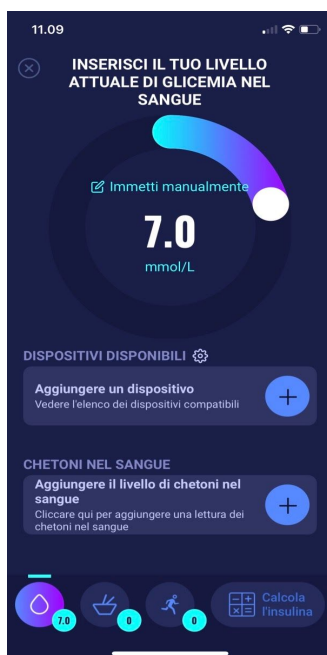 11.09
INSERISCI IL TUO LIVELLO
ATTUALE DI GLICEMIA NEL
SANGUE
Immetti manualmente
7.0
mmol/L
DISPOSITIVI DISPONIBILI
Aggiungere un dispositivo
Vedere l'elenco dei dispositivi compatibili
CHETONI NEL SANGUE
Aggiungere il livello di chetoni nel
sangue
Cliccare qui per aggiungere una lettura dei
chetoni nel sangue
7.0
0
0
Calcola
l'insulina